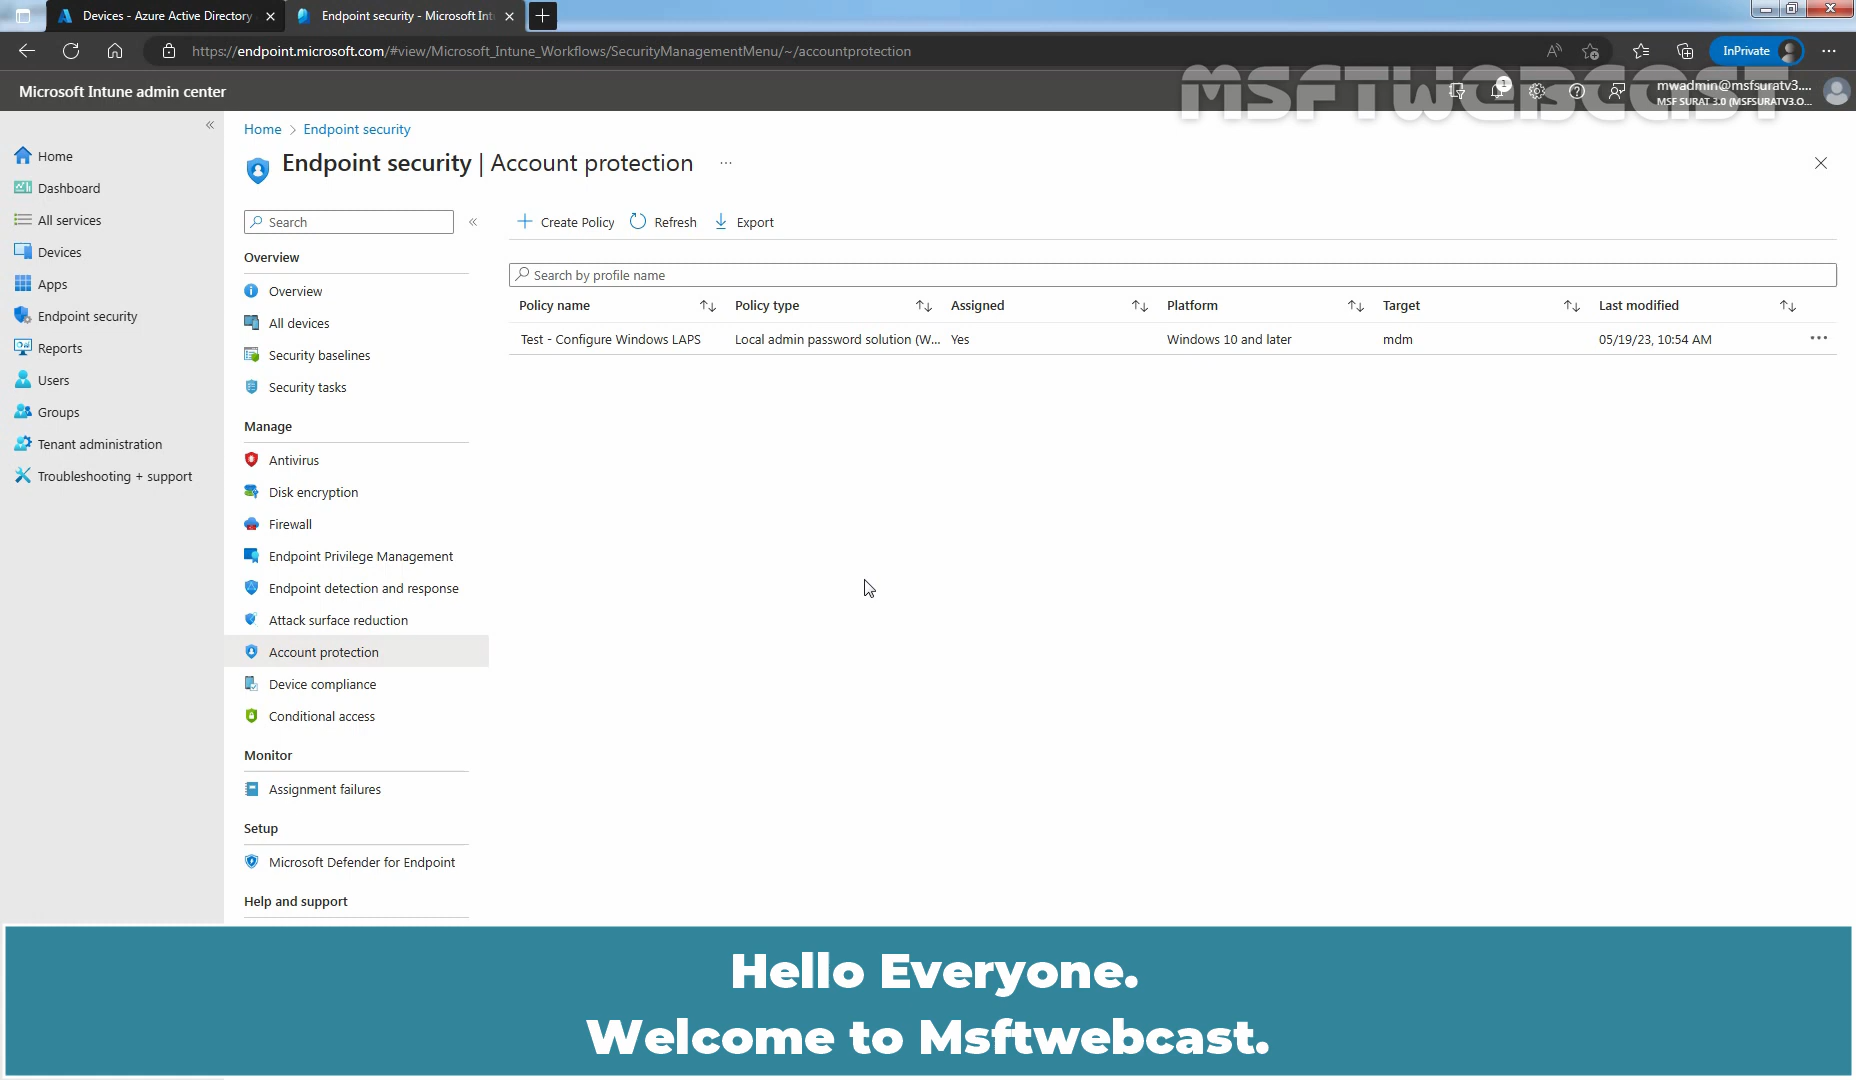 Devices - Azure Active Directory
Endpoint security - Microsoft Int
https://endpoint.microsoft.com/#view/Microsoft_Intune_Workflows/SecurityManagementMenu/~/accountprotection
InPrivate
Microsoft Intune admin center
MSFTWEBCAST
1
mwadmin@msfsuratv3....
MSF SURAT 3.0 (MSFSURATV3.O...
Home
Dashboard
All services
Devices
Apps
Endpoint security
Reports
Users
Groups
Tenant administration
Troubleshooting + support
Home > Endpoint security
Endpoint security | Account protection
Search
Overview
Overview
All devices
Security baselines
Security tasks
Manage
Antivirus
Disk encryption
Firewall
Endpoint Privilege Management
Endpoint detection and response
Attack surface reduction
Account protection
Device compliance
Conditional access
Monitor
Assignment failures
Setup
Microsoft Defender for Endpoint
Help and support
Create Policy Refresh Export
Search by profile name
Policy name Policy type Assigned Platform Target Last modified
Test - Configure Windows LAPS Local admin password solution (W... Yes Windows 10 and later mdm 05/19/23, 10:54 AM
Hello Everyone.
Welcome to Msftwebcast.